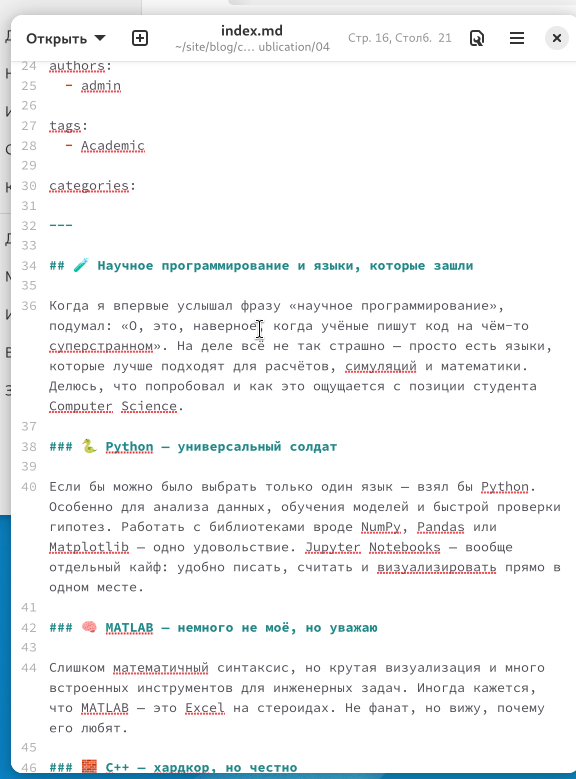 Открыть
index.md
~/site/blog/c… ublication/04
Стр. 16, Столб. 21
24 authors:
25 - admin
26
27 tags:
28 - Academic
29
30 categories:
31
32 ---
33
34 ## 🧪 Научное программирование и языки, которые зашли
35
36 Когда я впервые услышал фразу «научное программирование»,
подумал: «О, это, наверное, когда учёные пишут код на чём-то
суперстранном». На деле всё не так страшно — просто есть языки,
которые лучше подходят для расчётов, симуляций и математики.
Делюсь, что попробовал и как это ощущается с позиции студента
Computer Science.
37
38 ### 🐍 Python — универсальный солдат
39
40 Если бы можно было выбрать только один язык — взял бы Python.
Особенно для анализа данных, обучения моделей и быстрой проверки
гипотез. Работать с библиотеками вроде NumPy, Pandas или
Matplotlib — одно удовольствие. Jupyter Notebooks — вообще
отдельный кайф: удобно писать, считать и визуализировать прямо в
одном месте.
41
42 ### 🧠 MATLAB — немного не моё, но уважаю
43
44 Слишком математичный синтаксис, но крутая визуализация и много
встроенных инструментов для инженерных задач. Иногда кажется,
что MATLAB — это Excel на стероидах. Не фанат, но вижу, почему
его любят.
45
46 ### 🧱 C++ — хардкор, но честно